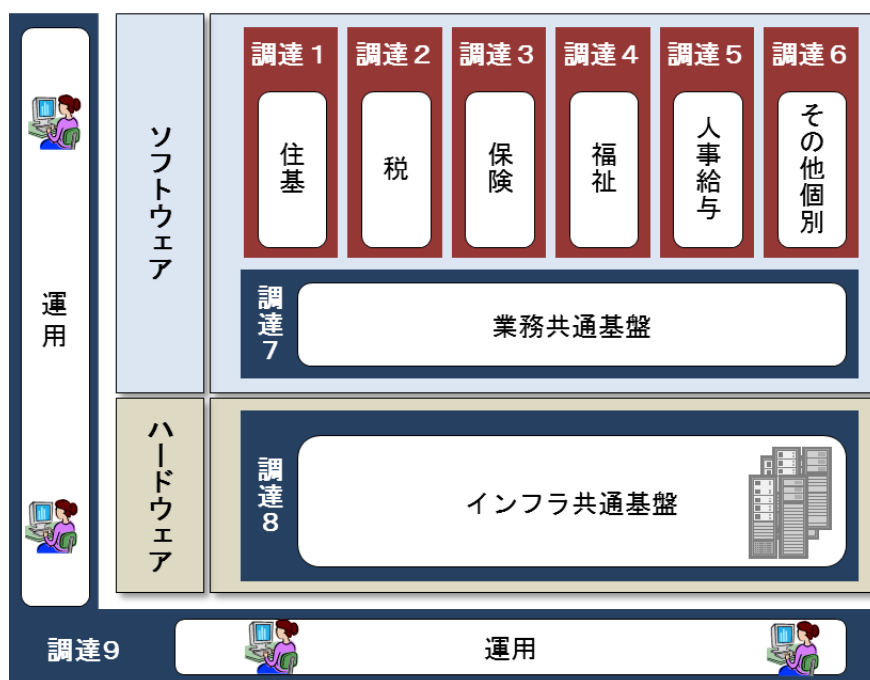 運用
ソフトウェア
調達1
調達2
調達3
調達4
調達5
調達6
住基
税
保険
福祉
人事給与
その他個別
調達7
業務共通基盤
ハードウェア
調達8
インフラ共通基盤
調達9
運用